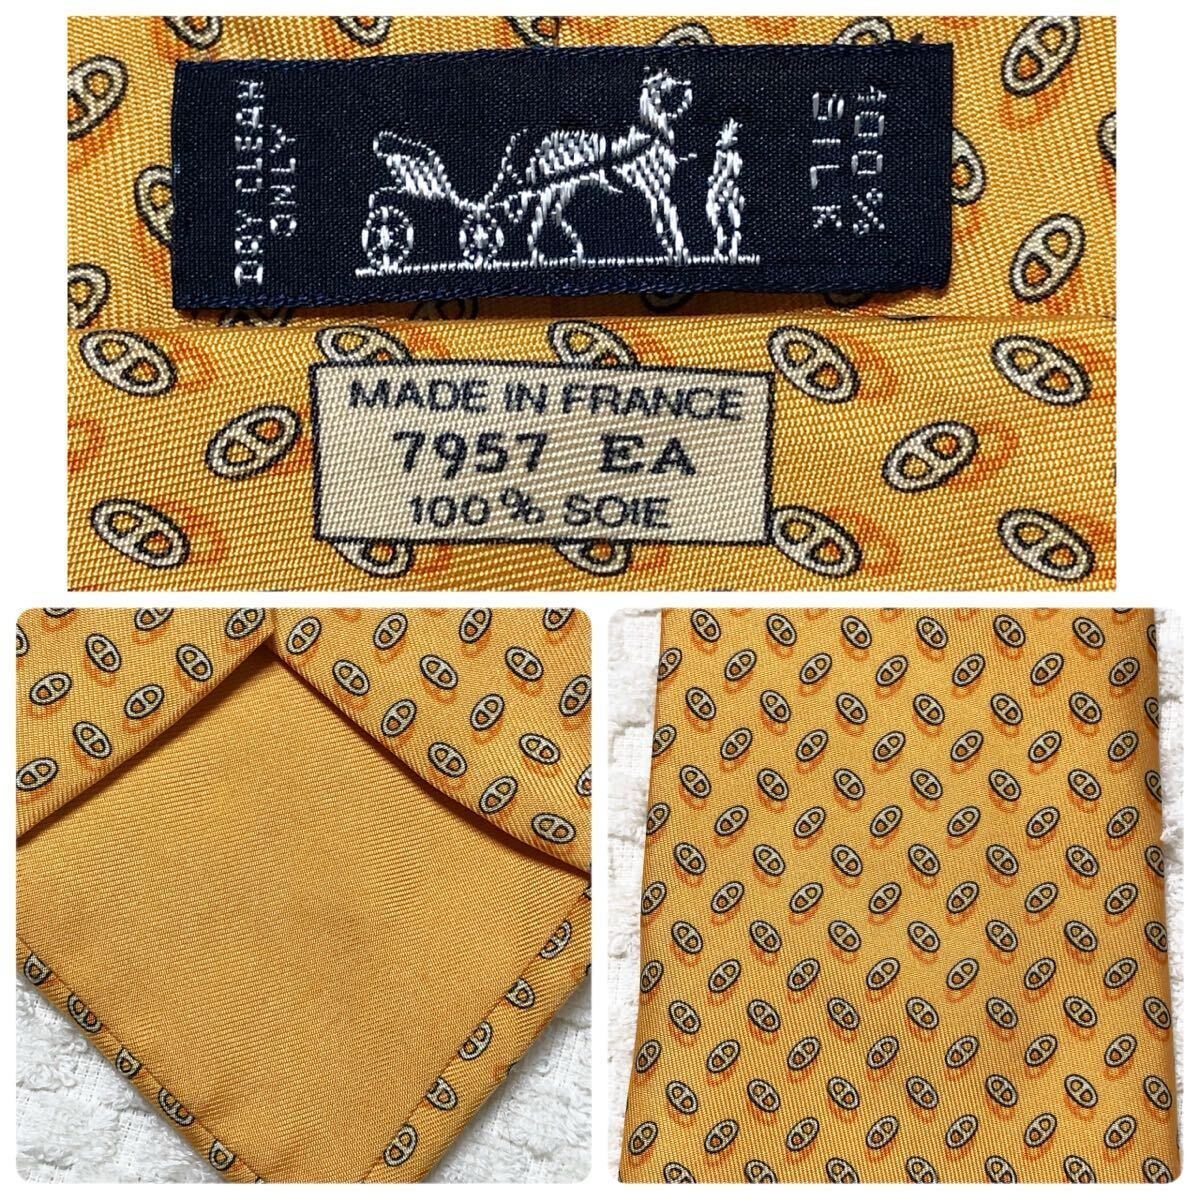 DRY CLEAN
ONLY
100%
SILK
MADE IN FRANCE
7957 EA
100% SOIE